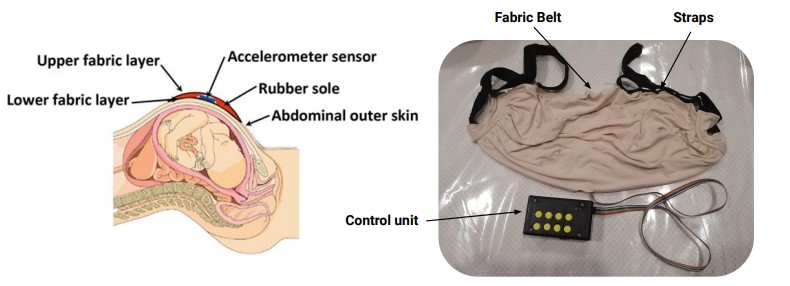 Fabric Belt
Straps
Upper fabric layer
Accelerometer sensor
Rubber sole
Lower fabric layer
Abdominal outer skin
Control unit